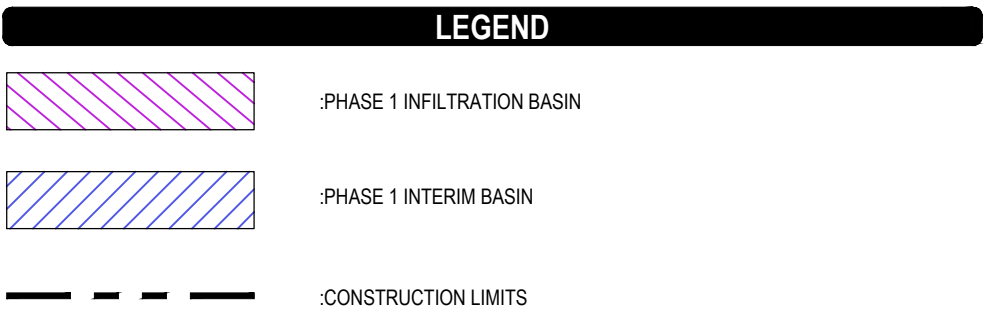 LEGEND
:PHASE 1 INFILTRATION BASIN
:PHASE 1 INTERIM BASIN
:CONSTRUCTION LIMITS